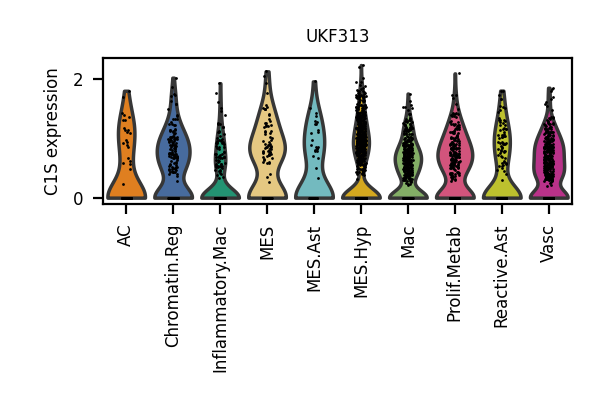 UKF313
C1S expression
2
0
AC
Chromatin.Reg
Inflammatory.Mac
MES
MES.Ast
MES.Hyp
Mac
Prolif.Metab
Reactive.Ast
Vasc